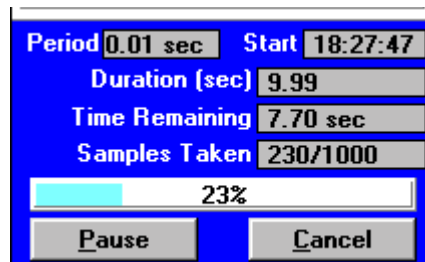 Period 0.01 sec Start 18:27:47
Duration (sec) 9.99
Time Remaining 7.70 sec
Samples Taken 230/1000
23%
Pause Cancel